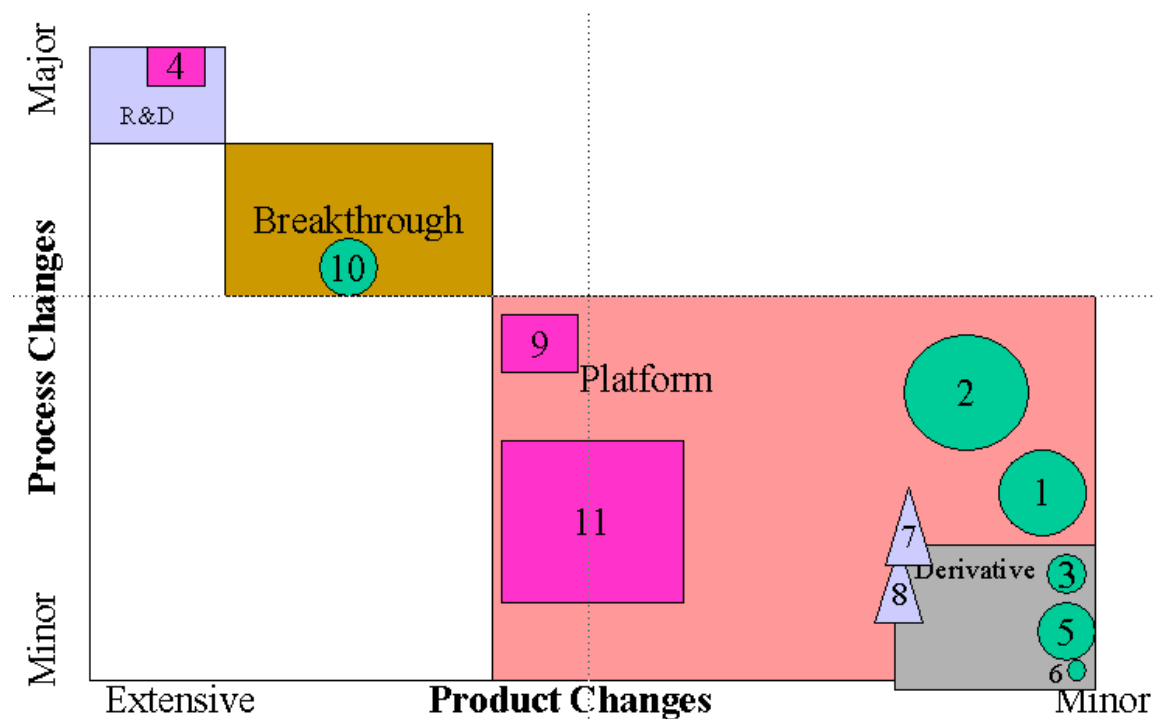 Major
4
R&D
Breakthrough
10
Process Changes
9
Platform
2
1
11
7
Derivative
3
8
5
6
Minor
Extensive
Product Changes
Minor